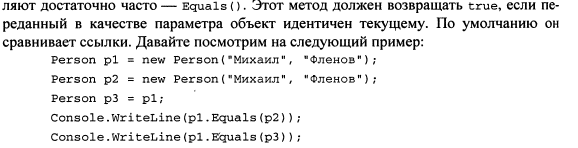 ляют достаточно часто — Equals(). Этот метод должен возвращать true, если пе-
реданный в качестве параметра объект идентичен текущему. По умолчанию он
сравнивает ссылки. Давайте посмотрим на следующий пример:
Person p1 = new Person("Михаил", "Фленов");
Person p2 = new Person("Михаил", "Фленов");
Person p3 = p1;
Console.WriteLine(p1.Equals(p2));
Console.WriteLine(p1.Equals(p3));